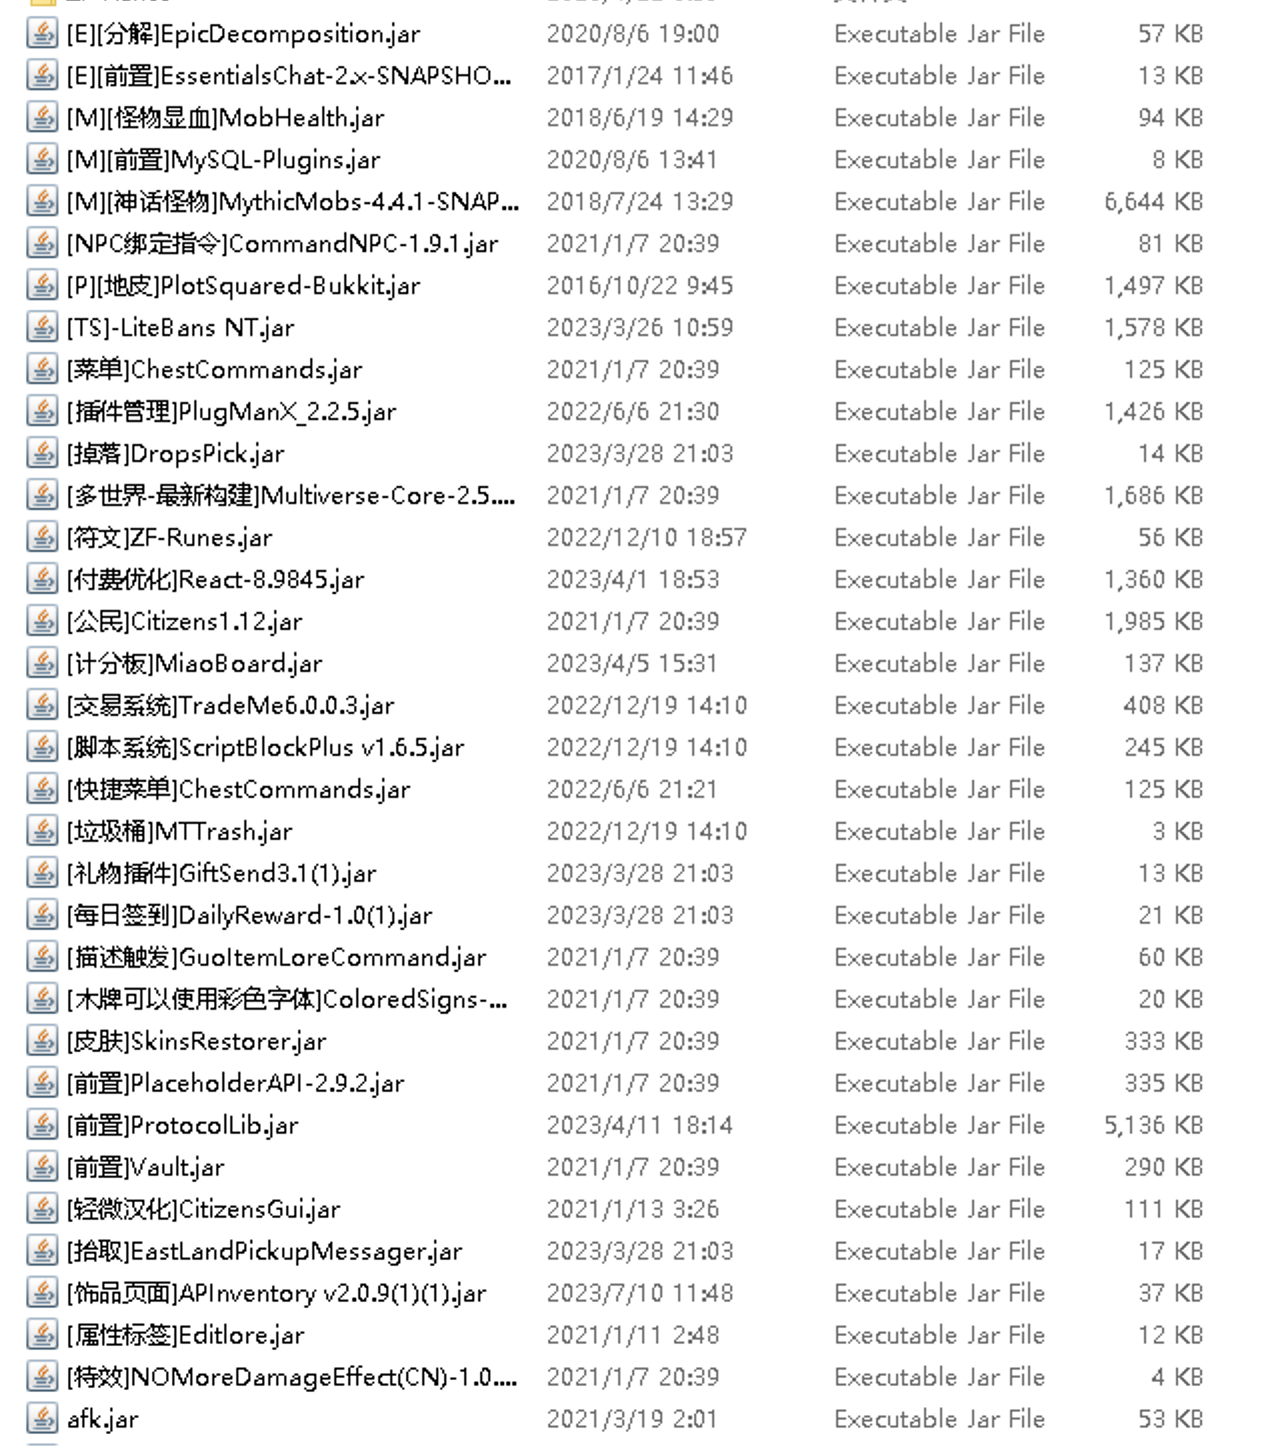 [E][分解]EpicDecomposition.jar 2020/8/6 19:00 Executable Jar File 57 KB
[E][前置]EssentialsChat-2.x-SNAPSHO... 2017/1/24 11:46 Executable Jar File 13 KB
[M][怪物显血]MobHealth.jar 2018/6/19 14:29 Executable Jar File 94 KB
[M][前置]MySQL-Plugins.jar 2020/8/6 13:41 Executable Jar File 8 KB
[M][神话怪物]MythicMobs-4.4.1-SNAP... 2018/7/24 13:29 Executable Jar File 6,644 KB
[NPC绑定指令]CommandNPC-1.9.1.jar 2021/1/7 20:39 Executable Jar File 81 KB
[P][地皮]PlotSquared-Bukkit.jar 2016/10/22 9:45 Executable Jar File 1,497 KB
[TS]-LiteBans NT.jar 2023/3/26 10:59 Executable Jar File 1,578 KB
[菜单]ChestCommands.jar 2021/1/7 20:39 Executable Jar File 125 KB
[插件管理]PlugManX_2.2.5.jar 2022/6/6 21:30 Executable Jar File 1,426 KB
[掉落]DropsPick.jar 2023/3/28 21:03 Executable Jar File 14 KB
[多世界-最新构建]Multiverse-Core-2.5.... 2021/1/7 20:39 Executable Jar File 1,686 KB
[符文]ZF-Runes.jar 2022/12/10 18:57 Executable Jar File 56 KB
[付费优化]React-8.9845.jar 2023/4/1 18:53 Executable Jar File 1,360 KB
[公民]Citizens1.12.jar 2021/1/7 20:39 Executable Jar File 1,985 KB
[计分板]MiaoBoard.jar 2023/4/5 15:31 Executable Jar File 137 KB
[交易系统]TradeMe6.0.0.3.jar 2022/12/19 14:10 Executable Jar File 408 KB
[脚本系统]ScriptBlockPlus v1.6.5.jar 2022/12/19 14:10 Executable Jar File 245 KB
[快捷菜单]ChestCommands.jar 2022/6/6 21:21 Executable Jar File 125 KB
[垃圾桶]MTTrash.jar 2022/12/19 14:10 Executable Jar File 3 KB
[礼物插件]GiftSend3.1(1).jar 2023/3/28 21:03 Executable Jar File 13 KB
[每日签到]DailyReward-1.0(1).jar 2023/3/28 21:03 Executable Jar File 21 KB
[描述触发]GuoItemLoreCommand.jar 2021/1/7 20:39 Executable Jar File 60 KB
[木牌可以使用彩色字体]ColoredSigns-... 2021/1/7 20:39 Executable Jar File 20 KB
[皮肤]SkinsRestorer.jar 2021/1/7 20:39 Executable Jar File 333 KB
[前置]PlaceholderAPI-2.9.2.jar 2021/1/7 20:39 Executable Jar File 335 KB
[前置]ProtocolLib.jar 2023/4/11 18:14 Executable Jar File 5,136 KB
[前置]Vault.jar 2021/1/7 20:39 Executable Jar File 290 KB
[轻微汉化]CitizensGui.jar 2021/1/13 3:26 Executable Jar File 111 KB
[拾取]EastLandPickupMessager.jar 2023/3/28 21:03 Executable Jar File 17 KB
[饰品页面]APInventory v2.0.9(1)(1).jar 2023/7/10 11:48 Executable Jar File 37 KB
[属性标签]Editlore.jar 2021/1/11 2:48 Executable Jar File 12 KB
[特效]NOMoreDamageEffect(CN)-1.0.... 2021/1/7 20:39 Executable Jar File 4 KB
afk.jar 2021/3/19 2:01 Executable Jar File 53 KB